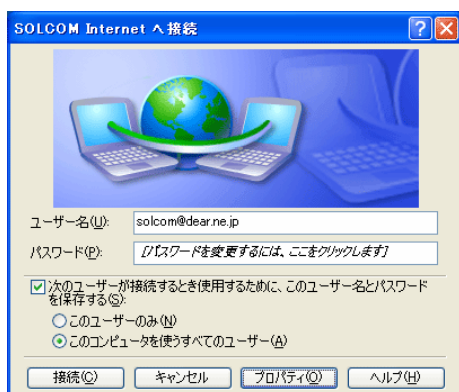 SOLCOM Internet へ接続
ユーザー名(U):
solcom@dear.ne.jp
パスワード(P):
[パスワードを変更するには、ここをクリックします]
次のユーザーが接続するとき使用するために、このユーザー名とパスワード
を保存する(S):
このユーザーのみ(N)
このコンピュータを使うすべてのユーザー(A)
接続(C) キャンセル プロパティ(O) ヘルプ(H)